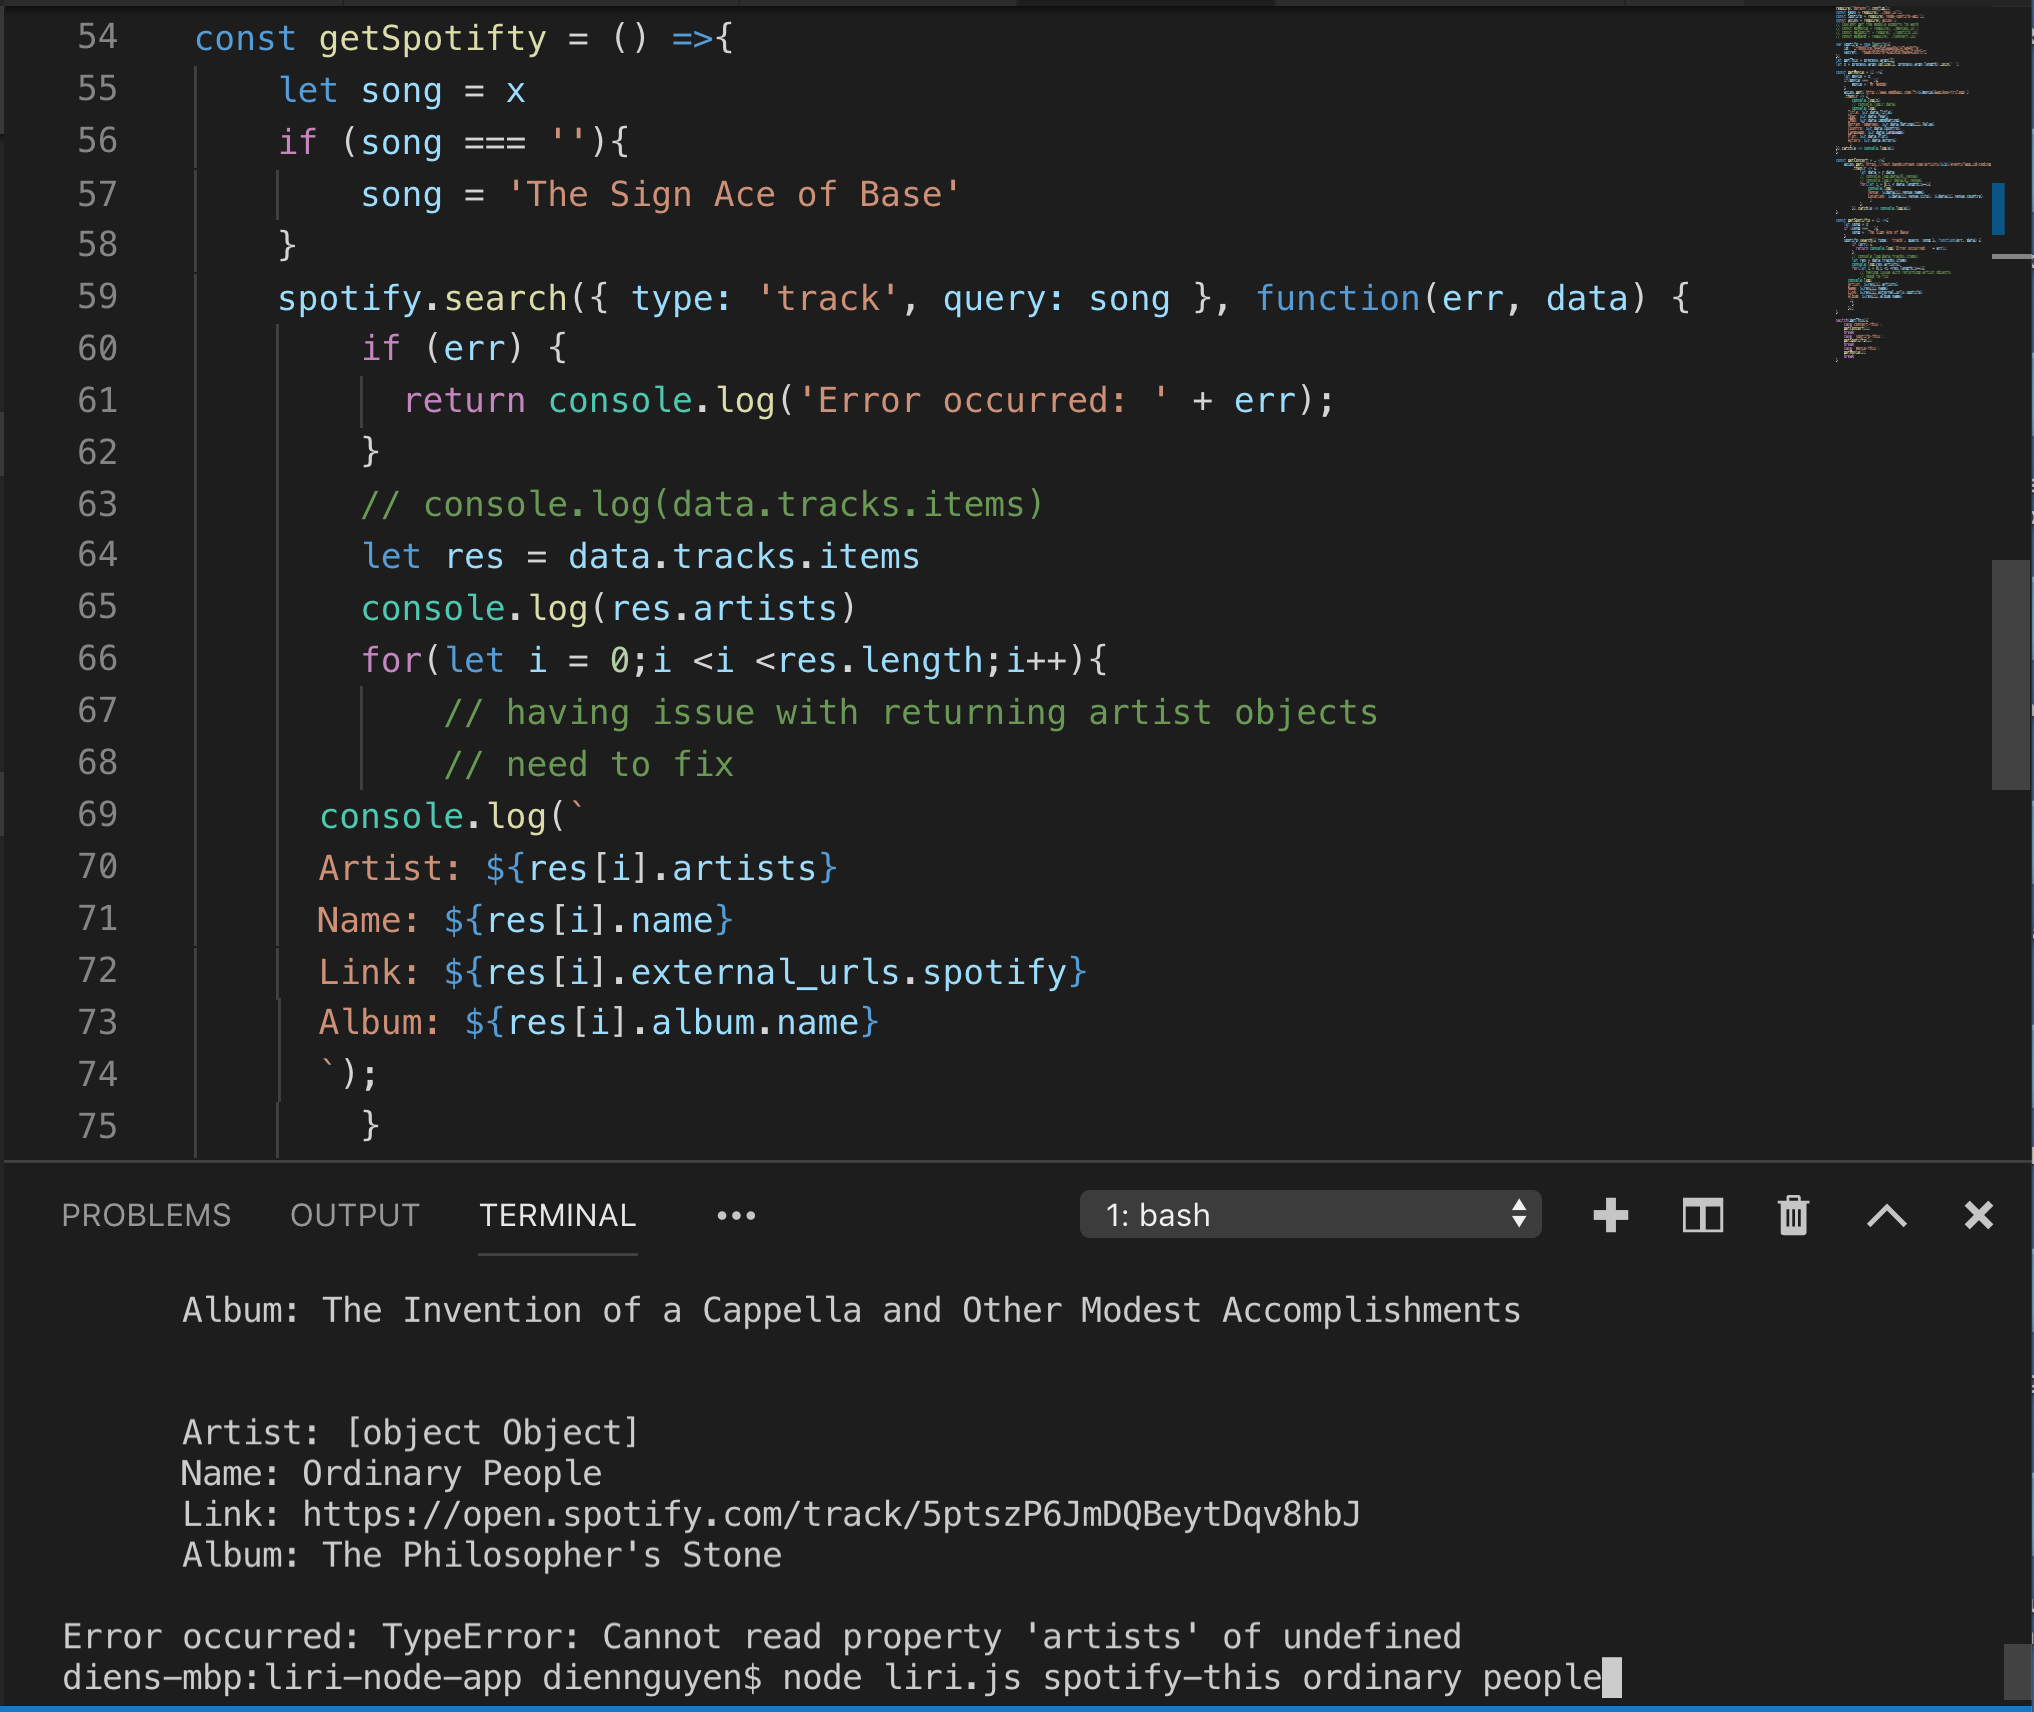 54 const getSpotifty = () =>{
55 let song = x
56 if (song === ''){
57 song = 'The Sign Ace of Base'
58 }
59 spotify.search({ type: 'track', query: song }, function(err, data) {
60 if (err) {
61 return console.log('Error occurred: ' + err);
62 }
63 // console.log(data.tracks.items)
64 let res = data.tracks.items
65 console.log(res.artists)
66 for(let i = 0;i <i <res.length;i++){
67 // having issue with returning artist objects
68 // need to fix
69 console.log(`
70 Artist: ${res[i].artists}
71 Name: ${res[i].name}
72 Link: ${res[i].external_urls.spotify}
73 Album: ${res[i].album.name}
74 `);
75 }
PROBLEMS OUTPUT TERMINAL ••• 1: bash
Album: The Invention of a Cappella and Other Modest Accomplishments
Artist: [object Object]
Name: Ordinary People
Link: https://open.spotify.com/track/5ptszP6JmDQBeytDqv8hbJ
Album: The Philosopher's Stone
Error occurred: TypeError: Cannot read property 'artists' of undefined
diens-mbp:liri-node-app diennguyen$ node liri.js spotify-this ordinary people